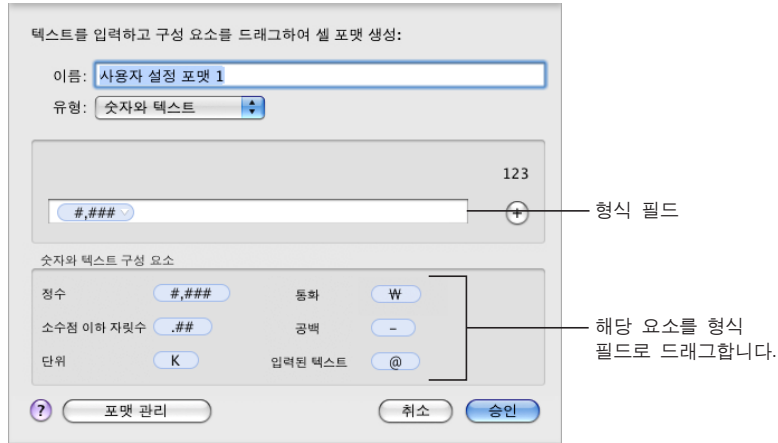 텍스트를 입력하고 구성 요소를 드래그하여 셀 포맷 생성:
이름: 사용자 설정 포맷 1
유형: 숫자와 텍스트
123
#,###
+
형식 필드
숫자와 텍스트 구성 요소
정수 #,### 통화 ₩
소수점 이하 자릿수 .## 공백 –
단위 K 입력된 텍스트 @
해당 요소를 형식
필드로 드래그합니다.
? 포맷 관리 취소 승인